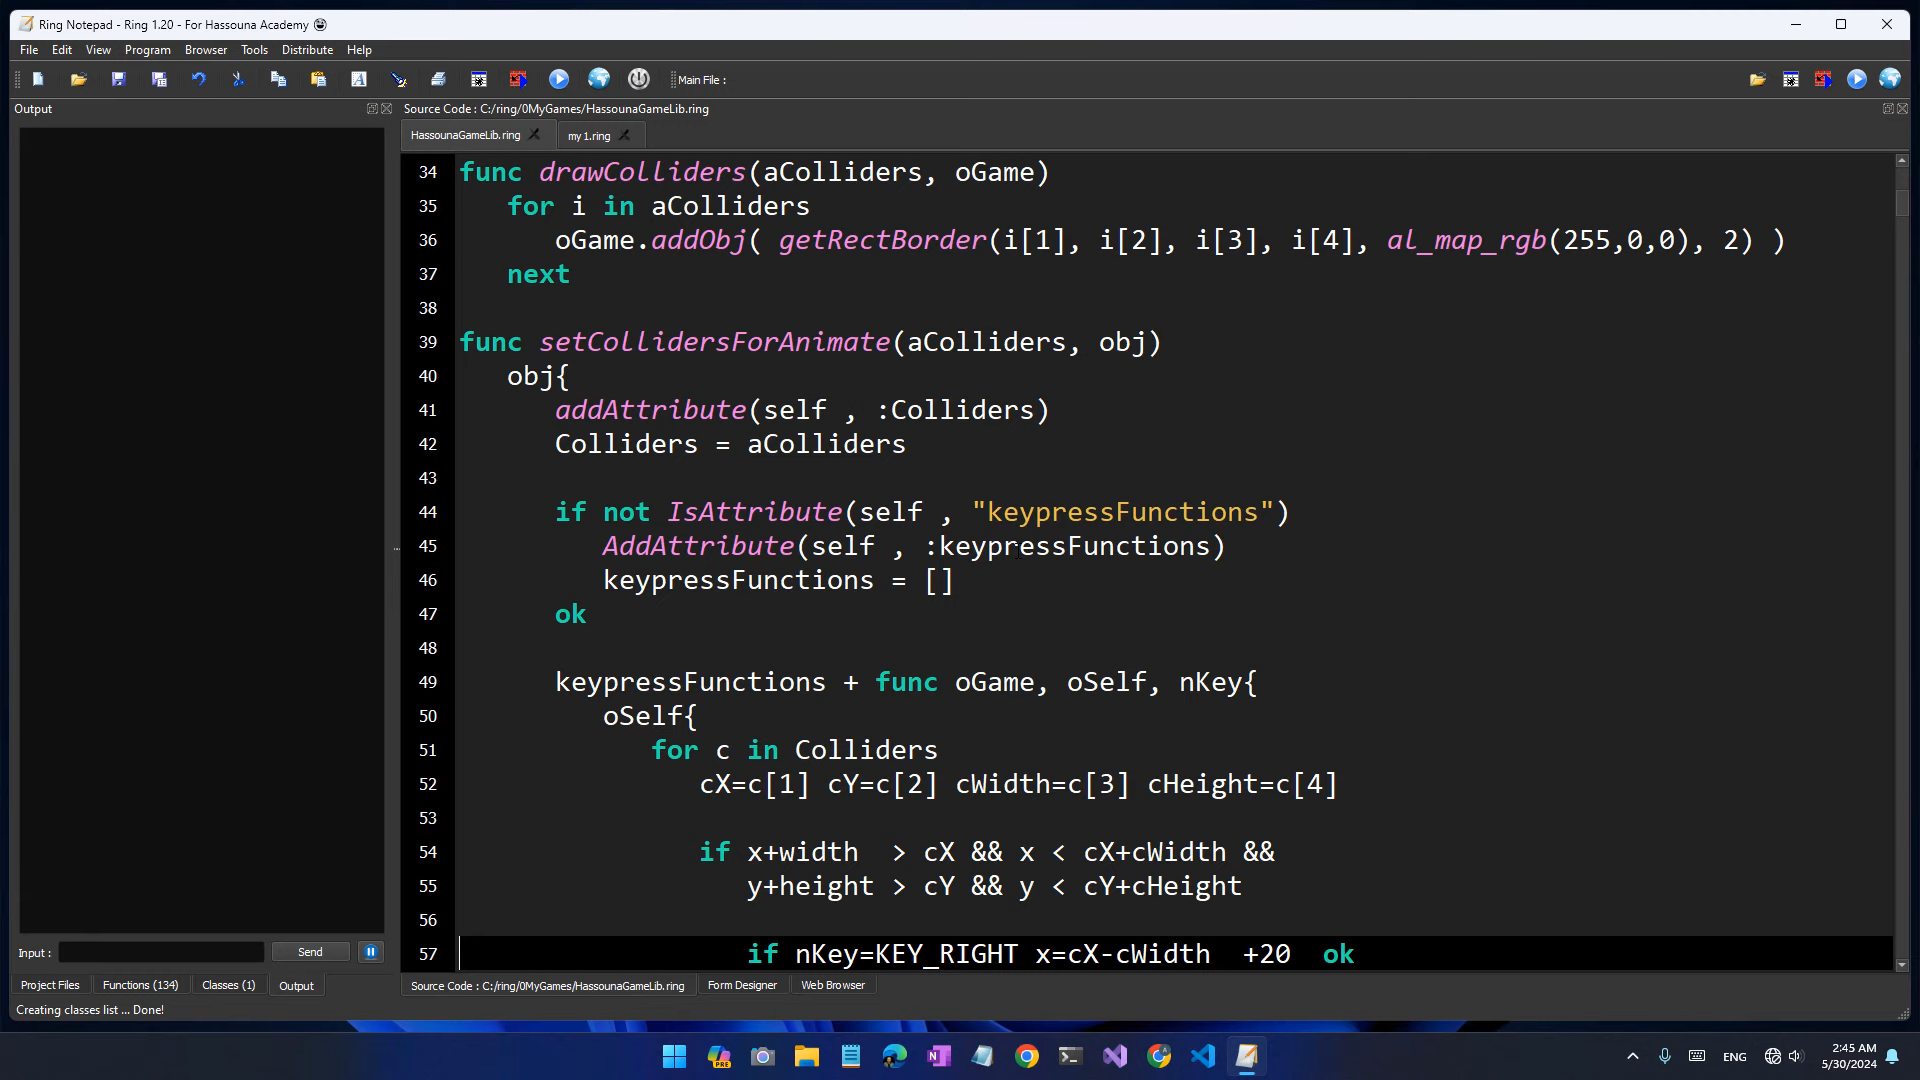 Ring Notepad - Ring 1.20 - For Hassouna Academy 😀
File Edit View Program Browser Tools Distribute Help
Main File :
Output
Source Code : C:/ring/0MyGames/HassounaGameLib.ring
HassounaGameLib.ring my 1.ring
34 func drawColliders(aColliders, oGame)
35 for i in aColliders
36 oGame.addObj( getRectBorder(i[1], i[2], i[3], i[4], al_map_rgb(255,0,0), 2) )
37 next
38
39 func setCollidersForAnimate(aColliders, obj)
40 obj{
41 addAttribute(self , :Colliders)
42 Colliders = aColliders
43
44 if not IsAttribute(self , "keypressFunctions")
45 AddAttribute(self , :keypressFunctions)
46 keypressFunctions = []
47 ok
48
49 keypressFunctions + func oGame, oSelf, nKey{
50 oSelf{
51 for c in Colliders
52 cX=c[1] cY=c[2] cWidth=c[3] cHeight=c[4]
53
54 if x+width > cX && x < cX+cWidth &&
55 y+height > cY && y < cY+cHeight
56
57 if nKey=KEY_RIGHT x=cX-cWidth +20 ok
Input : Send
Project Files Functions (134) Classes (1) Output
Source Code : C:/ring/0MyGames/HassounaGameLib.ring Form Designer Web Browser
Creating classes list ... Done!
PRE
ENG
2:45 AM
5/30/2024